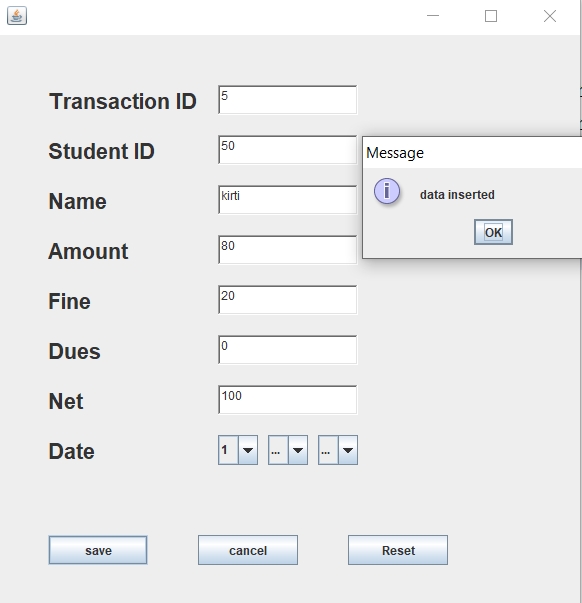 Transaction ID 5
Student ID 50
Message
Name kirti
data inserted
OK
Amount 80
Fine 20
Dues 0
Net 100
Date 1 ... ...
save cancel Reset